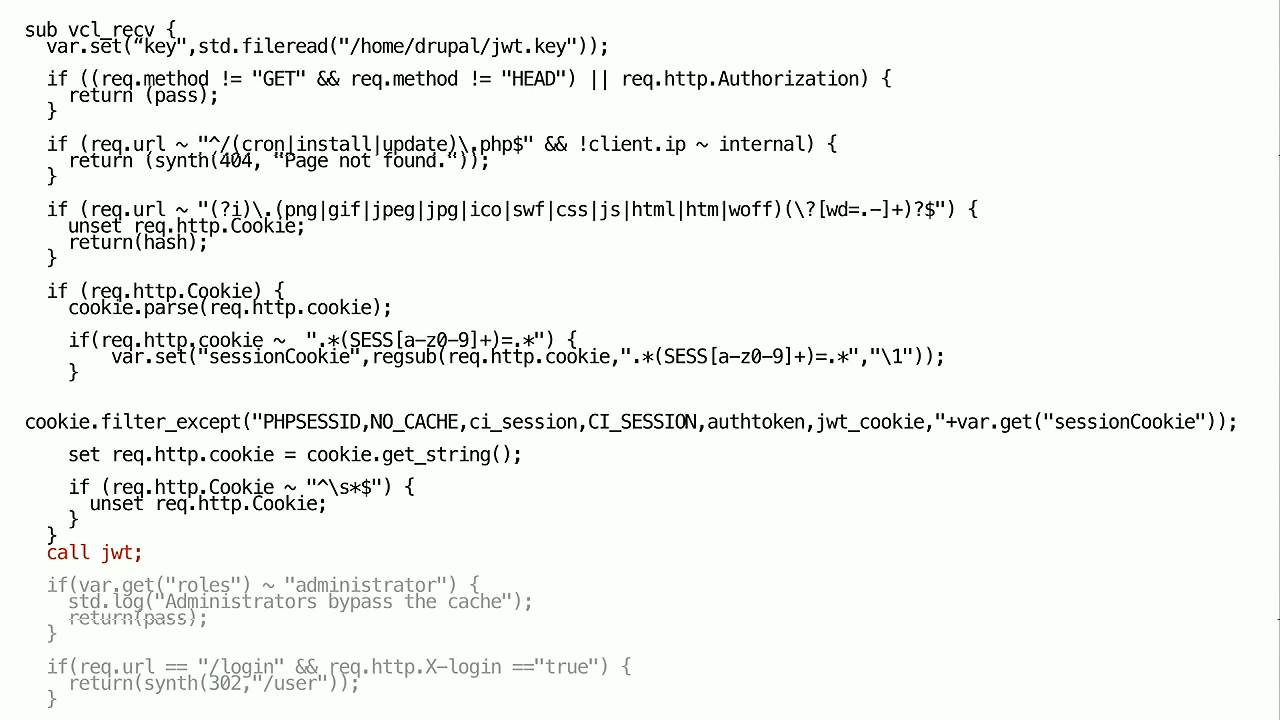 sub vcl_recv {
  var.set(“key",std.fileread("/home/drupal/jwt.key"));
  if ((req.method != "GET" && req.method != "HEAD") || req.http.Authorization) {
    return (pass);
  }
  if (req.url ~ "^/(cron|install|update)\.php$" && !client.ip ~ internal) {
    return (synth(404, "Page not found."));
  }
  if (req.url ~ "(?i)\.(png|gif|jpeg|jpg|ico|swf|css|js|html|htm|woff)(\?[wd=.-]+)?$") {
    unset req.http.Cookie;
    return(hash);
  }
  if (req.http.Cookie) {
    cookie.parse(req.http.cookie);
    if(req.http.cookie ~  ".*(SESS[a-z0-9]+)=.*") {
        var.set("sessionCookie",regsub(req.http.cookie,".*(SESS[a-z0-9]+)=.*","\1"));
    }
cookie.filter_except("PHPSESSID,NO_CACHE,ci_session,CI_SESSION,authtoken,jwt_cookie,"+var.get("sessionCookie"));
    set req.http.cookie = cookie.get_string();
    if (req.http.Cookie ~ "^\s*$") {
      unset req.http.Cookie;
    }
  }
  call jwt;
  if(var.get("roles") ~ "administrator") {
    std.log("Administrators bypass the cache");
    return(pass);
  }
  if(req.url == "/login" && req.http.X-login =="true") {
    return(synth(302,"/user"));
  }